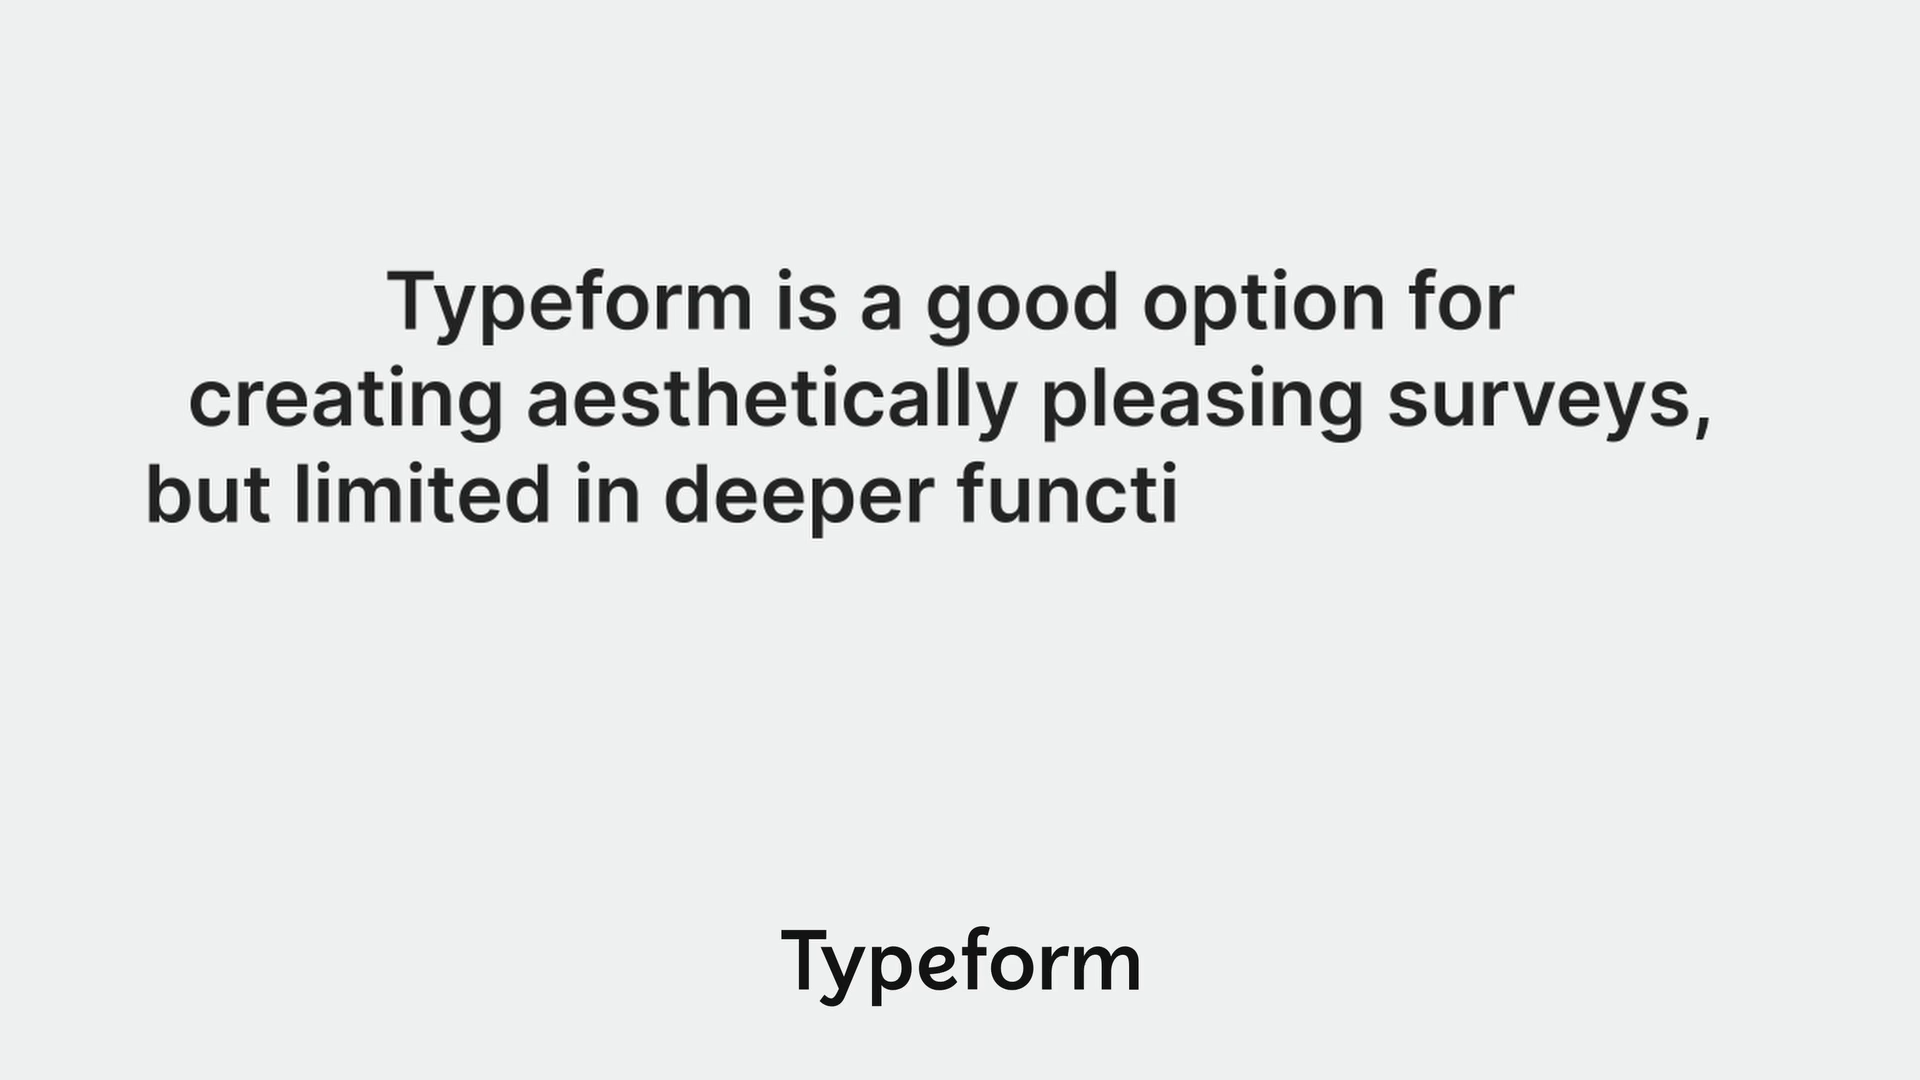 Typeform is a good option for
creating aesthetically pleasing surveys,
but limited in deeper functi
Typeform